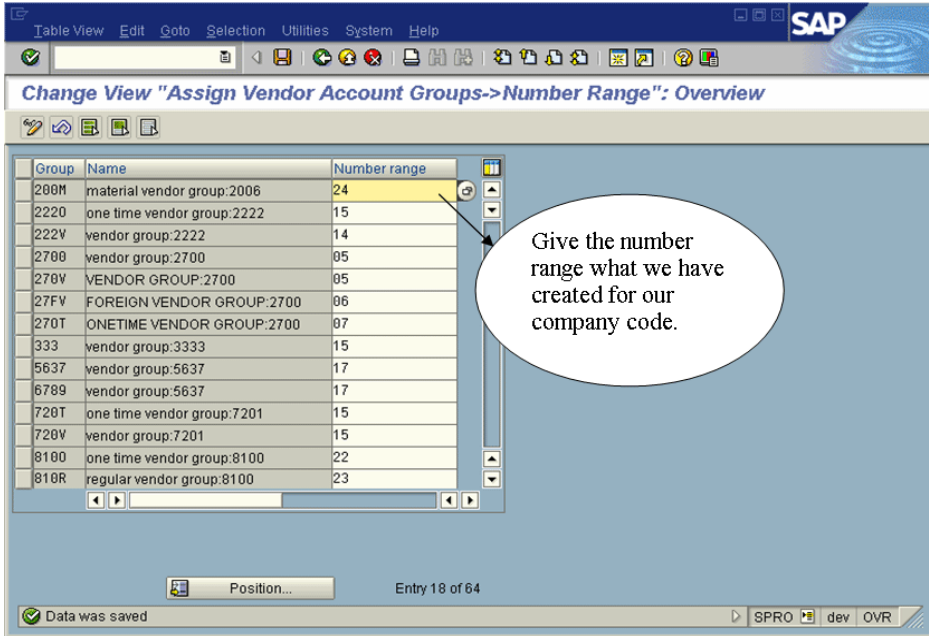 Table View Edit Goto Selection Utilities System Help
SAP
Change View "Assign Vendor Account Groups->Number Range": Overview
Group Name Number range
200M material vendor group:2006 24
2220 one time vendor group:2222 15
222V vendor group:2222 14
2700 vendor group:2700 05
270V VENDOR GROUP:2700 05
27FV FOREIGN VENDOR GROUP:2700 06
270T ONETIME VENDOR GROUP:2700 07
333 vendor group:3333 15
5637 vendor group:5637 17
6789 vendor group:5637 17
720T one time vendor group:7201 15
720V vendor group:7201 15
8100 one time vendor group:8100 22
810R regular vendor group:8100 23
Give the number
range what we have
created for our
company code.
Position...
Entry 18 of 64
Data was saved
SPRO dev OVR